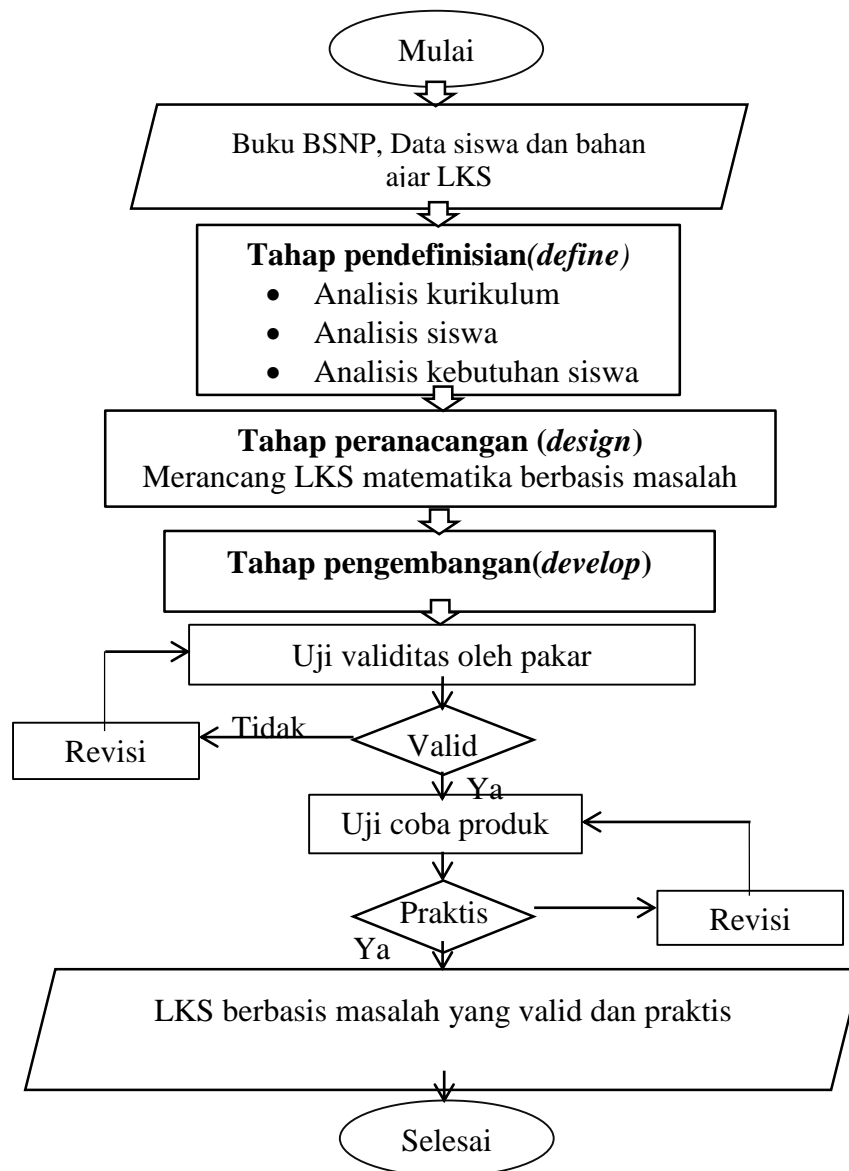 Mulai
Buku BSNP, Data siswa dan bahan
ajar LKS
Tahap pendefinisian(define)
• Analisis kurikulum
• Analisis siswa
• Analisis kebutuhan siswa
Tahap peranacangan (design)
Merancang LKS matematika berbasis masalah
Tahap pengembangan(develop)
Uji validitas oleh pakar
Tidak
Revisi
Valid
Ya
Uji coba produk
Praktis
Revisi
Ya
LKS berbasis masalah yang valid dan praktis
Selesai